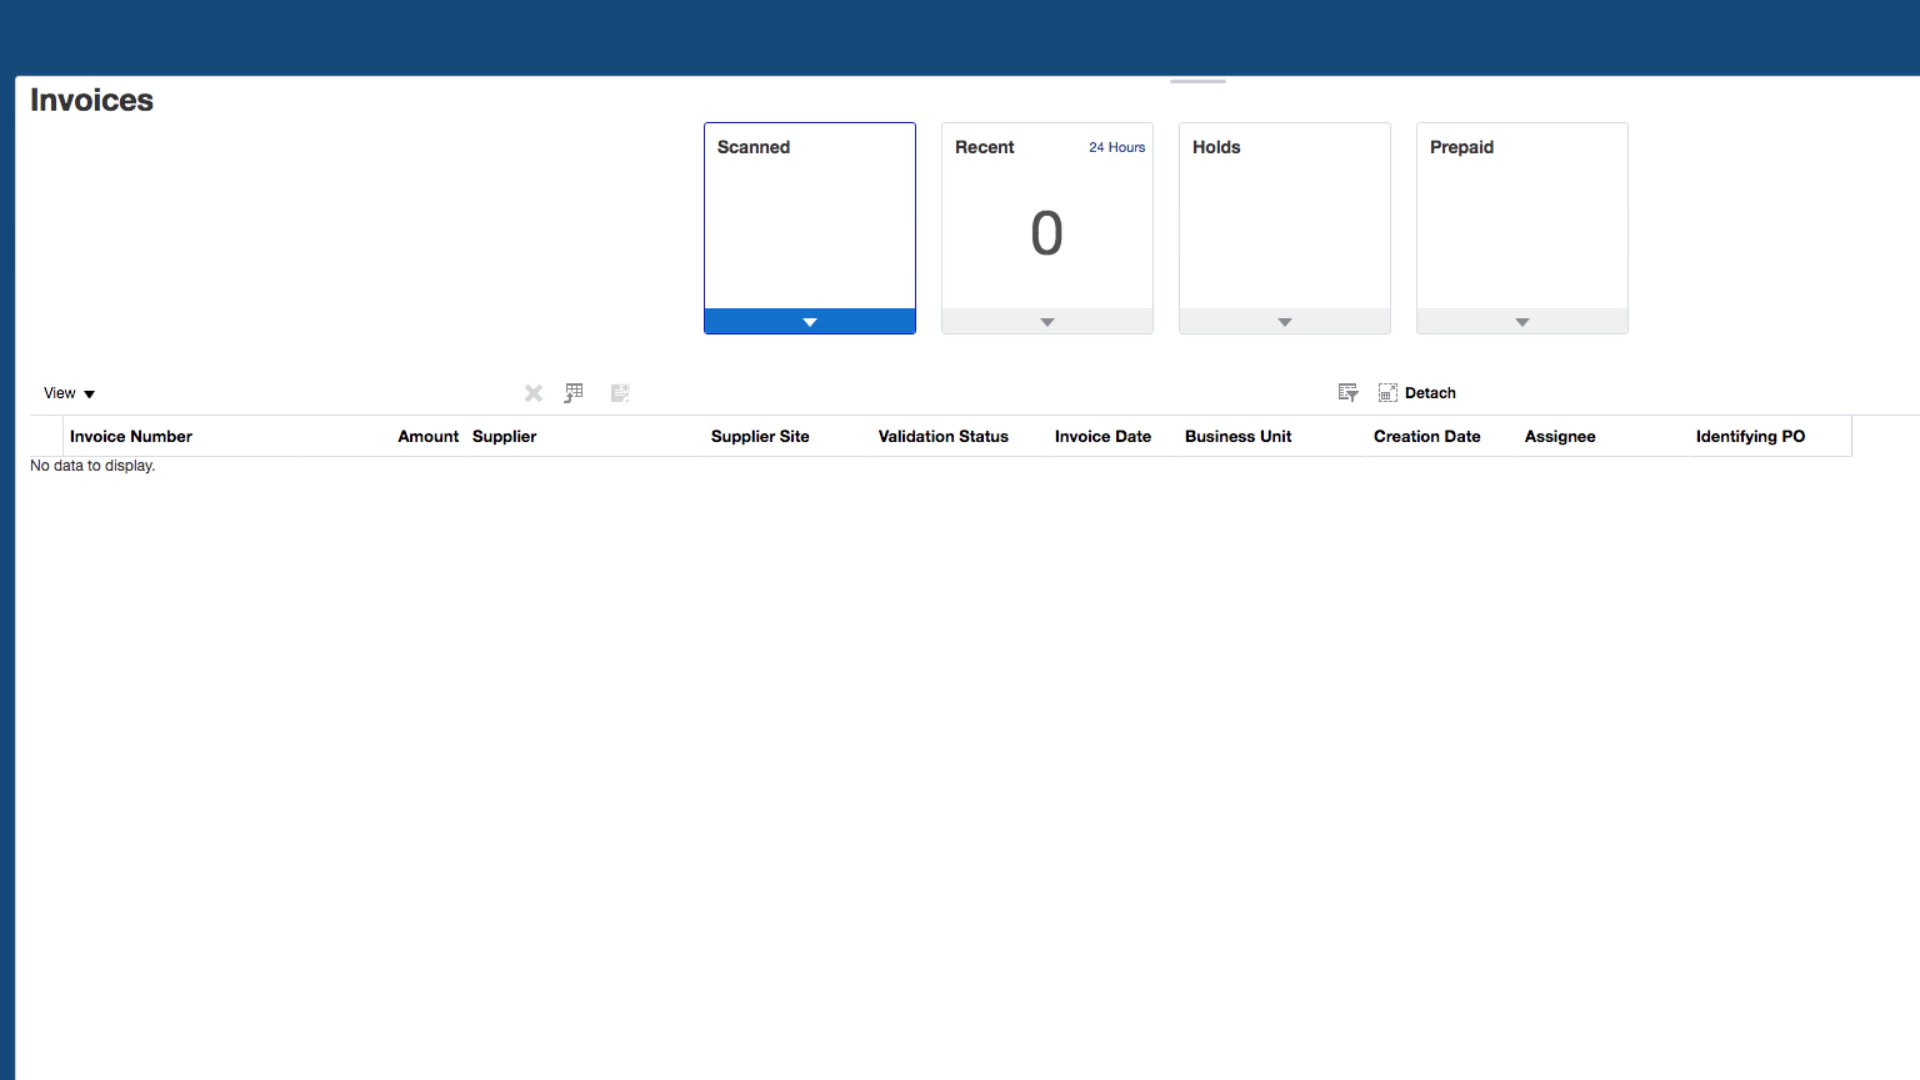 Invoices
Scanned
Recent 24 Hours
0
Holds
Prepaid
View
Detach
Invoice Number Amount Supplier Supplier Site Validation Status Invoice Date Business Unit Creation Date Assignee Identifying PO
No data to display.